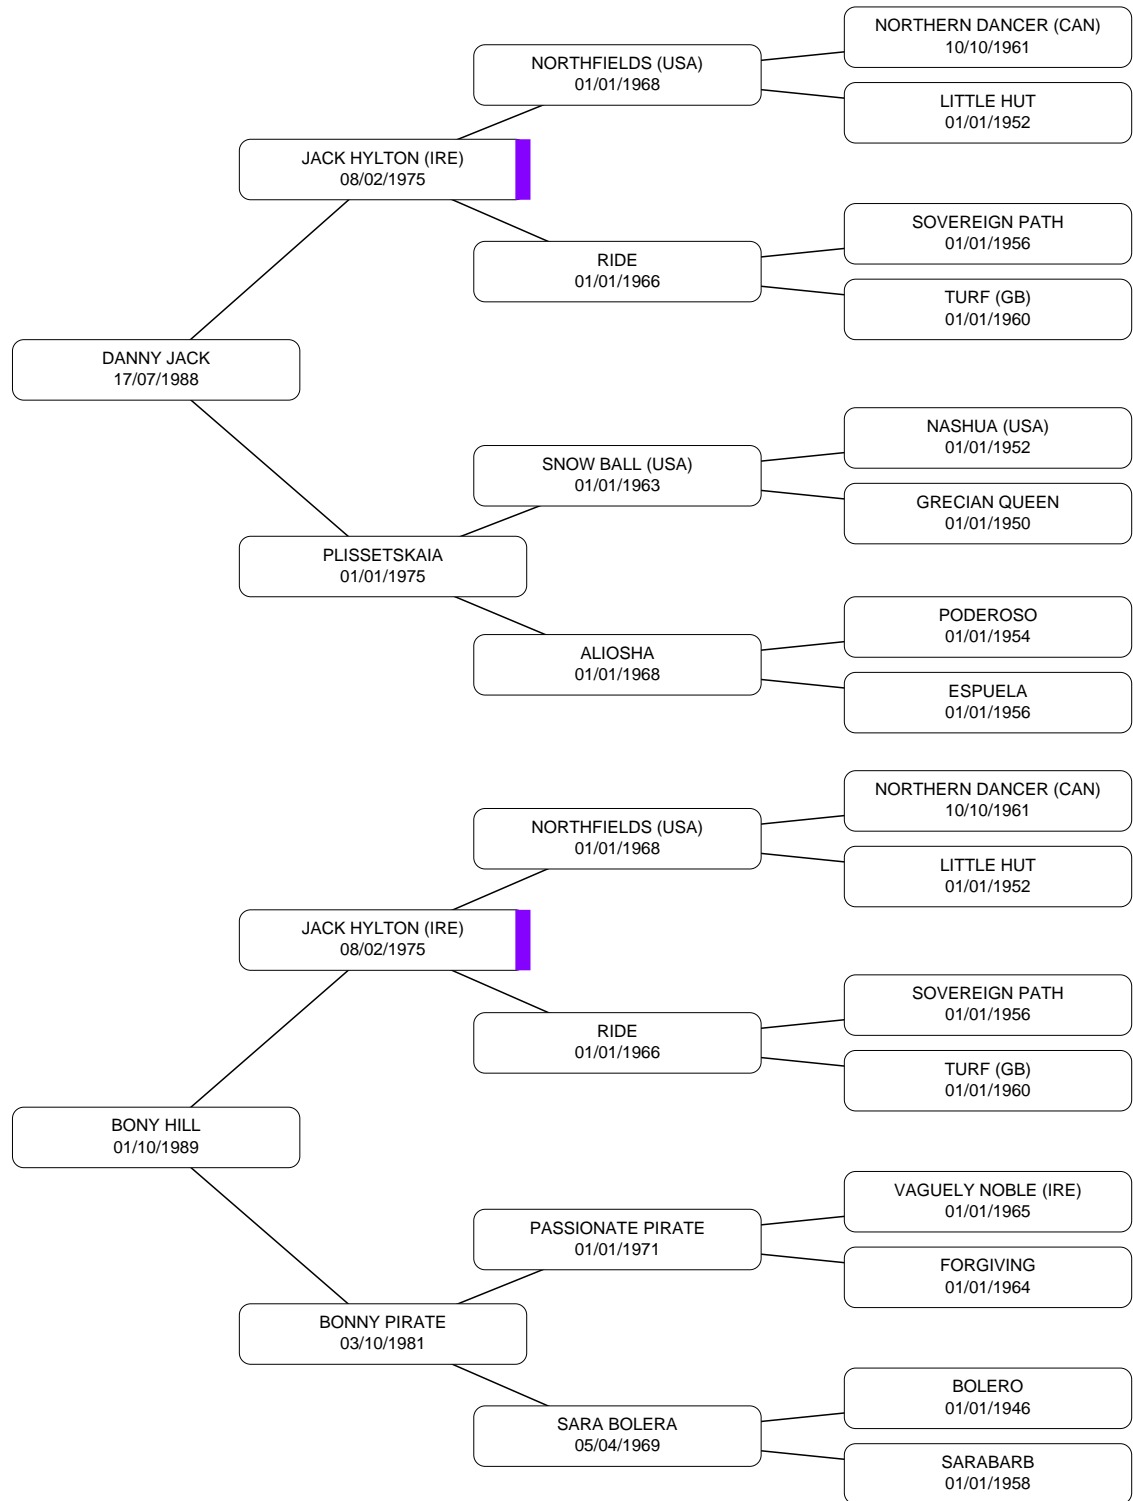 NORTHERN DANCER (CAN)
10/10/1961
NORTHFIELDS (USA)
01/01/1968
LITTLE HUT
01/01/1952
JACK HYLTON (IRE)
08/02/1975
SOVEREIGN PATH
01/01/1956
RIDE
01/01/1966
TURF (GB)
01/01/1960
DANNY JACK
17/07/1988
NASHUA (USA)
01/01/1952
SNOW BALL (USA)
01/01/1963
GRECIAN QUEEN
01/01/1950
PLISSETSKAIA
01/01/1975
PODEROSO
01/01/1954
ALIOSHA
01/01/1968
ESPUELA
01/01/1956
NORTHERN DANCER (CAN)
10/10/1961
NORTHFIELDS (USA)
01/01/1968
LITTLE HUT
01/01/1952
JACK HYLTON (IRE)
08/02/1975
SOVEREIGN PATH
01/01/1956
RIDE
01/01/1966
TURF (GB)
01/01/1960
BONY HILL
01/10/1989
VAGUELY NOBLE (IRE)
01/01/1965
PASSIONATE PIRATE
01/01/1971
FORGIVING
01/01/1964
BONNY PIRATE
03/10/1981
BOLERO
01/01/1946
SARA BOLERA
05/04/1969
SARABARB
01/01/1958